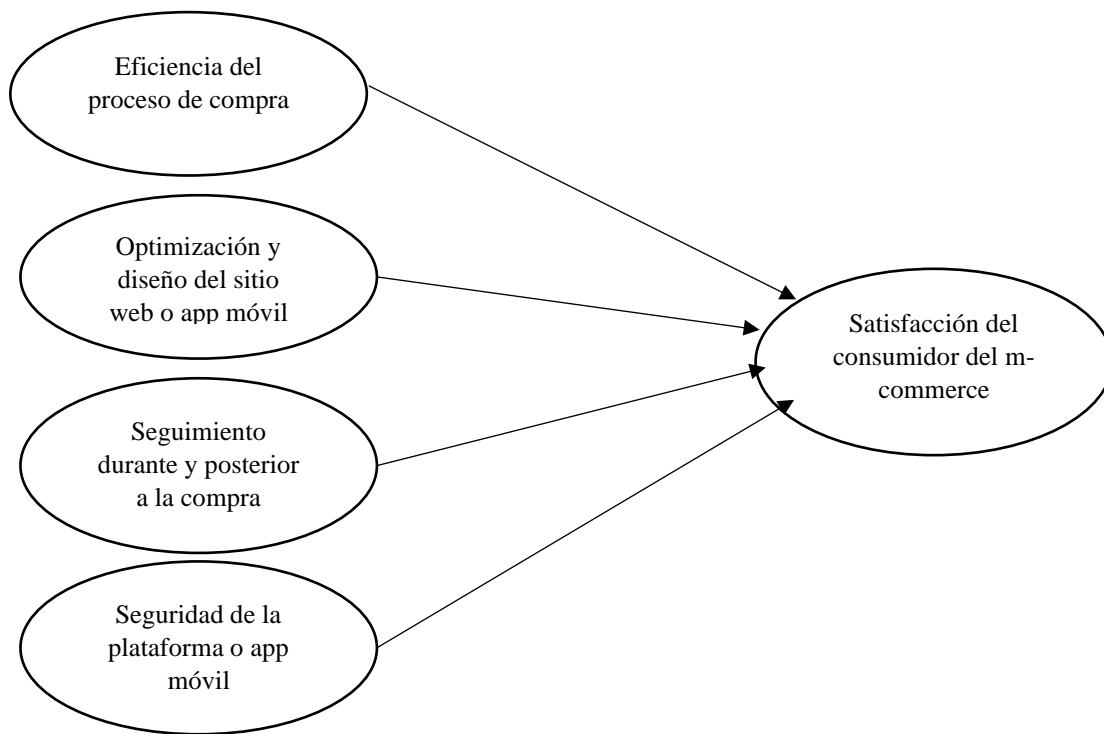 Eficiencia del
proceso de compra
Optimización y
diseño del sitio
web o app móvil
Seguimiento
durante y posterior
a la compra
Seguridad de la
plataforma o app
móvil
Satisfacción del
consumidor del m-
commerce